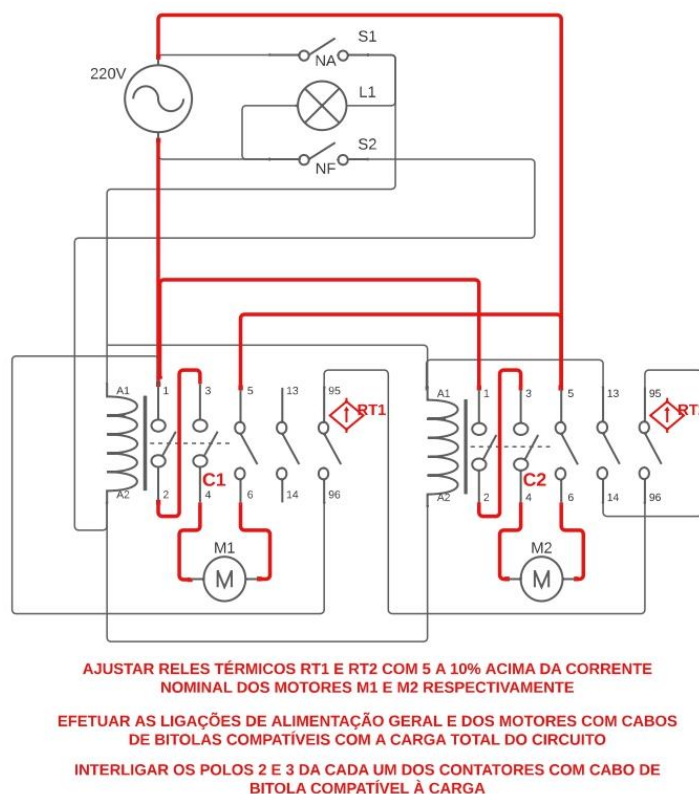 S1
NA
220V
L1
S2
NF
A1 1 3 5 13 95 RT1
A1 1 3 5 13 95 RT
C1
C2
A2 2 4 6 14 96
A2 2 4 6 14 96
M1
M
M2
M
AJUSTAR RELES TÉRMICOS RT1 E RT2 COM 5 A 10% ACIMA DA CORRENTE
NOMINAL DOS MOTORES M1 E M2 RESPECTIVAMENTE
EFETUAR AS LIGAÇÕES DE ALIMENTAÇÃO GERAL E DOS MOTORES COM CABOS
DE BITOLAS COMPATÍVEIS COM A CARGA TOTAL DO CIRCUITO
INTERLIGAR OS POLOS 2 E 3 DA CADA UM DOS CONTATORES COM CABO DE
BITOLA COMPATÍVEL À CARGA